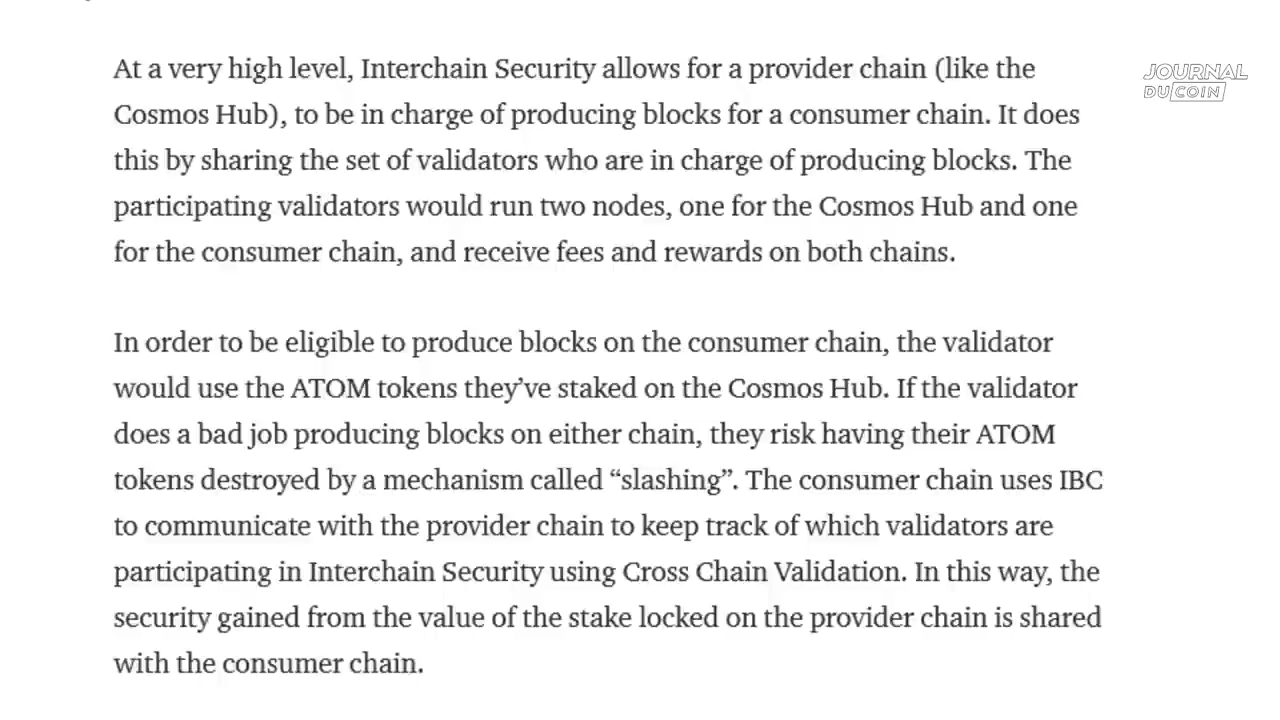 At a very high level, Interchain Security allows for a provider chain (like the
Cosmos Hub), to be in charge of producing blocks for a consumer chain. It does
this by sharing the set of validators who are in charge of producing blocks. The
participating validators would run two nodes, one for the Cosmos Hub and one
for the consumer chain, and receive fees and rewards on both chains.
In order to be eligible to produce blocks on the consumer chain, the validator
would use the ATOM tokens they’ve staked on the Cosmos Hub. If the validator
does a bad job producing blocks on either chain, they risk having their ATOM
tokens destroyed by a mechanism called “slashing”. The consumer chain uses IBC
to communicate with the provider chain to keep track of which validators are
participating in Interchain Security using Cross Chain Validation. In this way, the
security gained from the value of the stake locked on the provider chain is shared
with the consumer chain.
JOURNAL
DU COIN